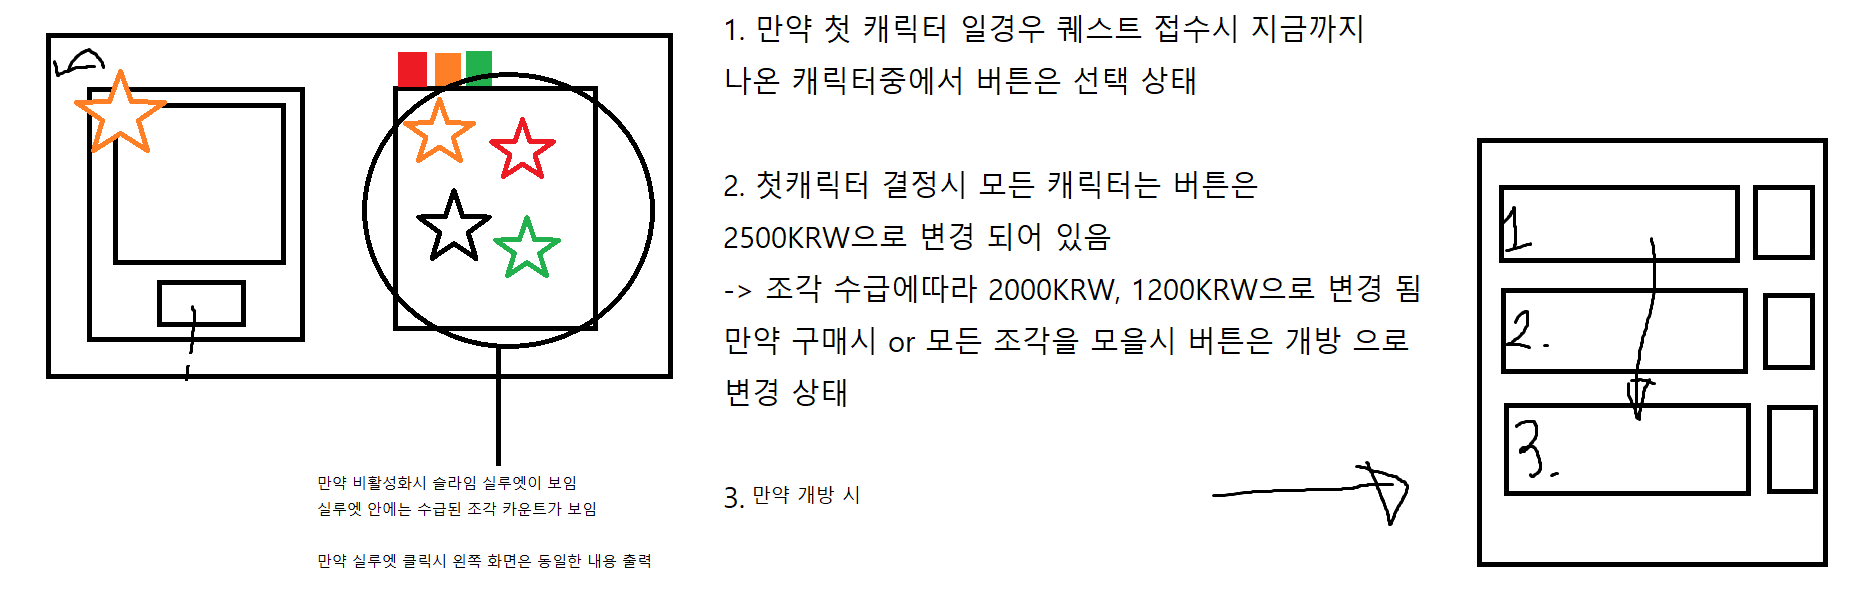 1. 만약 첫 캐릭터 일경우 퀘스트 접수시 지금까지
나온 캐릭터중에서 버튼은 선택 상태
2. 첫캐릭터 결정시 모든 캐릭터는 버튼은
2500KRW으로 변경 되어 있음
-> 조각 수급에따라 2000KRW, 1200KRW으로 변경 됨
만약 구매시 or 모든 조각을 모을시 버튼은 개방 으로
변경 상태
3. 만약 개방 시
만약 비활성화시 슬라임 실루엣이 보임
실루엣 안에는 수급된 조각 카운트가 보임
만약 실루엣 클릭시 왼쪽 화면은 동일한 내용 출력
1
2.
3.